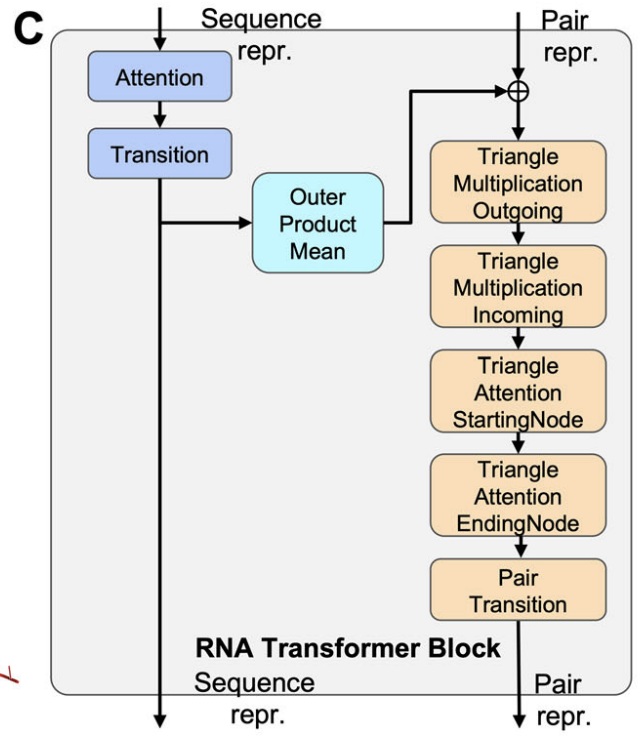 C
Sequence
repr.
Pair
repr.
Attention
Transition
Outer
Product
Mean
Triangle
Multiplication
Outgoing
Triangle
Multiplication
Incoming
Triangle
Attention
StartingNode
Triangle
Attention
EndingNode
Pair
Transition
RNA Transformer Block
Sequence
repr.
Pair
repr.